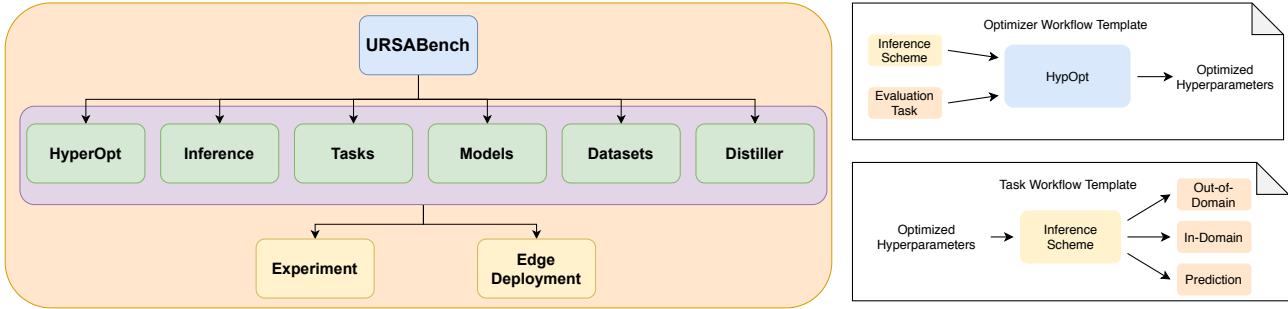 URSABench
HyperOpt
Inference
Tasks
Models
Datasets
Distiller
Experiment
Edge
Deployment
Optimizer Workflow Template
Inference
Scheme
Evaluation
Task
HypOpt
Optimized
Hyperparameters
Task Workflow Template
Optimized
Hyperparameters
Inference
Scheme
Out-of-
Domain
In-Domain
Prediction